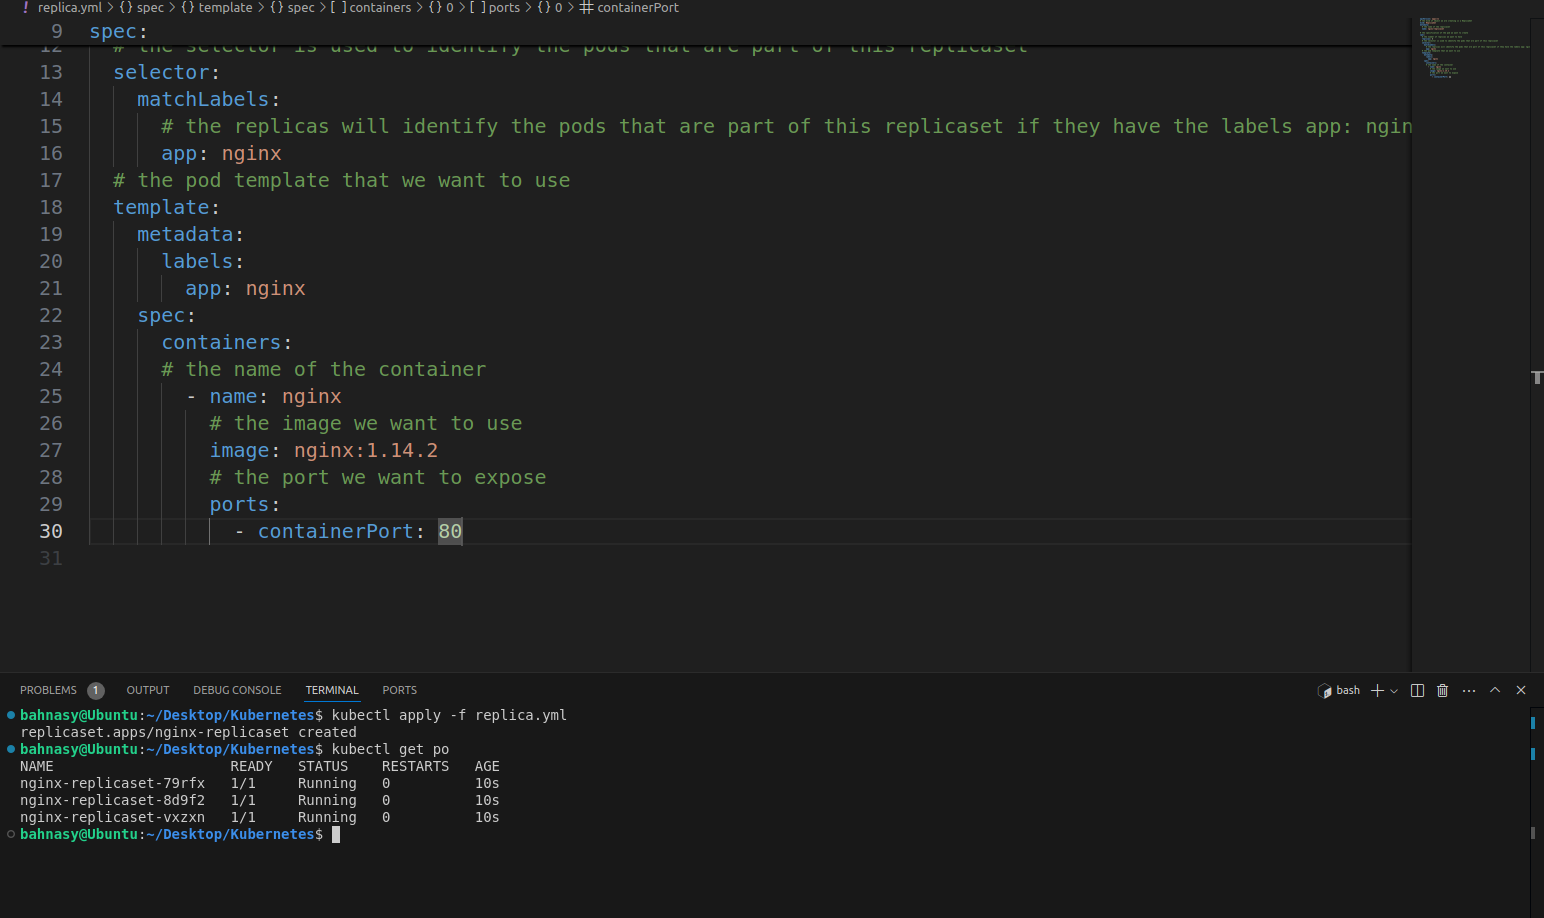 ! replica.yml > {} spec > {} template > {} spec > [ ] containers > {} 0 > [ ] ports > {} 0 > containerPort
9 spec:
12 # the selector is used to identify the pods that are part of this replicaset
13 selector:
14 matchLabels:
15 # the replicas will identify the pods that are part of this replicaset if they have the labels app: ngin
16 app: nginx
17 # the pod template that we want to use
18 template:
19 metadata:
20 labels:
21 app: nginx
22 spec:
23 containers:
24 # the name of the container
25 - name: nginx
26 # the image we want to use
27 image: nginx:1.14.2
28 # the port we want to expose
29 ports:
30 - containerPort: 80
31
PROBLEMS 1 OUTPUT DEBUG CONSOLE TERMINAL PORTS bash
bahnasy@Ubuntu:~/Desktop/Kubernetes$ kubectl apply -f replica.yml
replicaset.apps/nginx-replicaset created
bahnasy@Ubuntu:~/Desktop/Kubernetes$ kubectl get po
NAME READY STATUS RESTARTS AGE
nginx-replicaset-79rfx 1/1 Running 0 10s
nginx-replicaset-8d9f2 1/1 Running 0 10s
nginx-replicaset-vxzxn 1/1 Running 0 10s
bahnasy@Ubuntu:~/Desktop/Kubernetes$